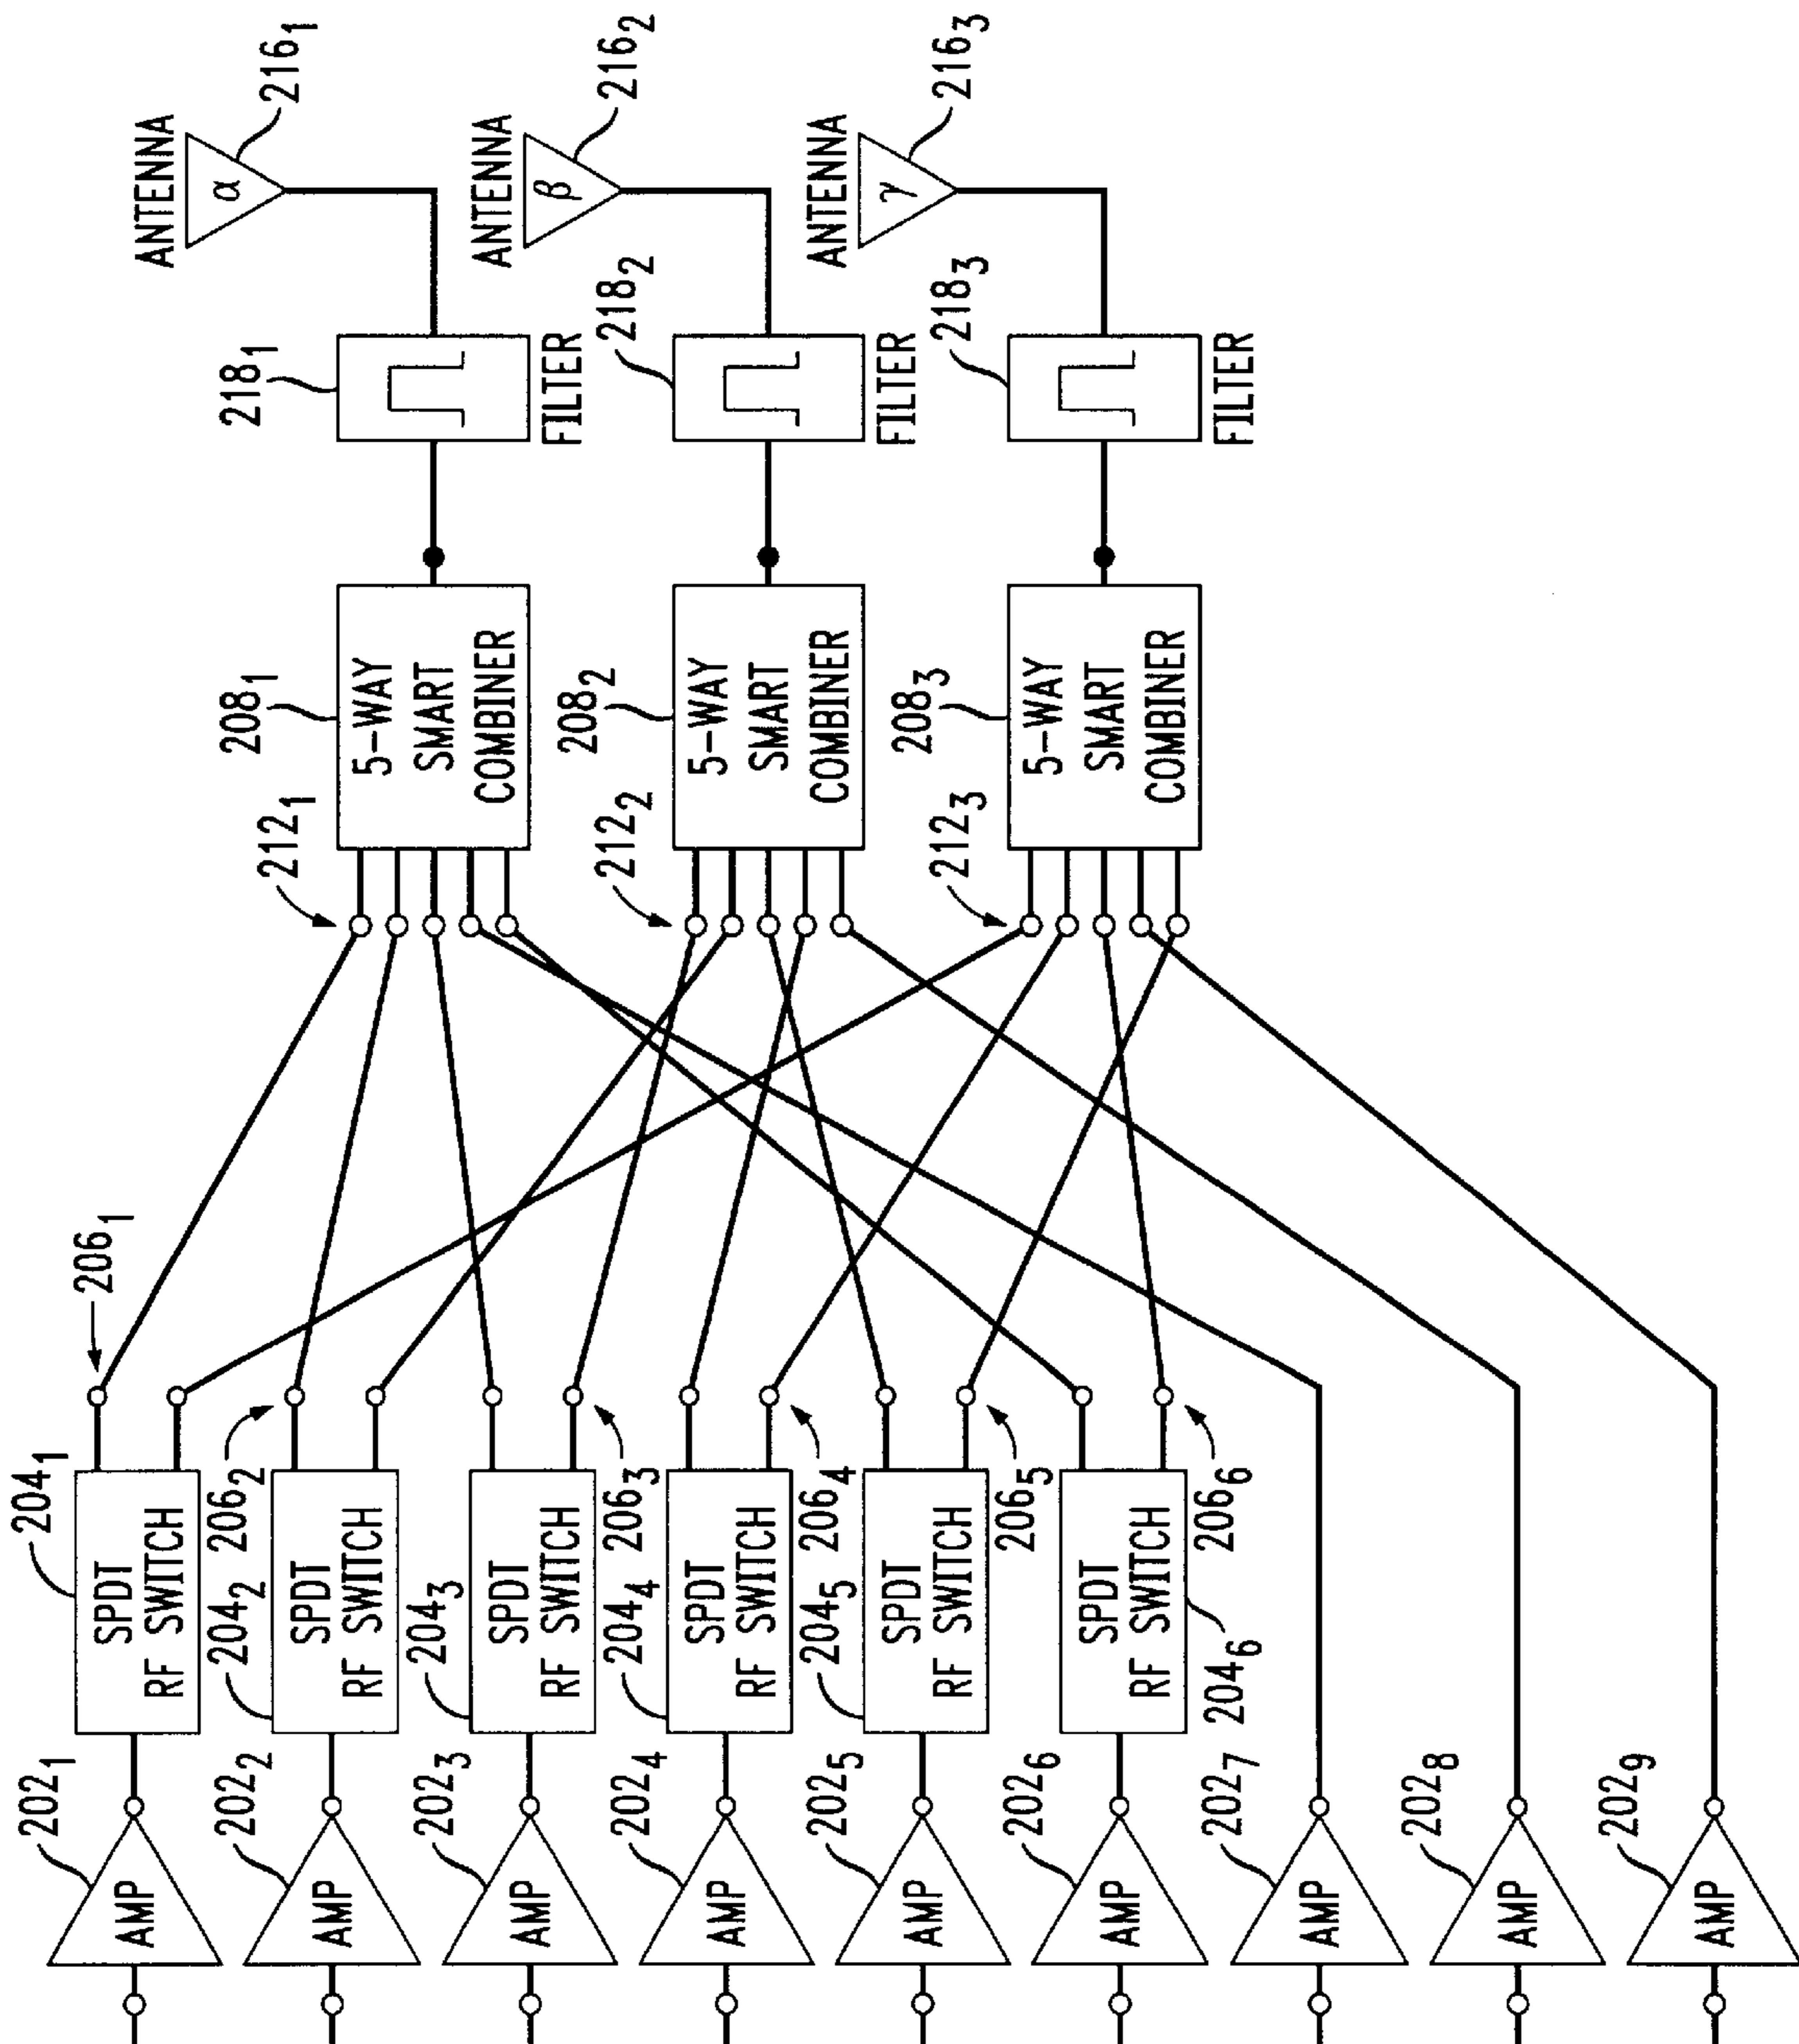 ANTENNA
α
216₁
ANTENNA
β
216₂
ANTENNA
γ
216₃
218₁
FILTER
218₂
FILTER
218₃
FILTER
208₁
5-WAY
SMART
COMBINER
208₂
5-WAY
SMART
COMBINER
208₃
5-WAY
SMART
COMBINER
212₁
212₂
212₃
206₁
206₂
206₃
206₄
206₅
206₆
204₁
SPDT
RF SWITCH
204₂
SPDT
RF SWITCH
204₃
SPDT
RF SWITCH
204₄
SPDT
RF SWITCH
204₅
SPDT
RF SWITCH
204₆
SPDT
RF SWITCH
202₁
AMP
202₂
AMP
202₃
AMP
202₄
AMP
202₅
AMP
202₆
AMP
202₇
AMP
202₈
AMP
202₉
AMP